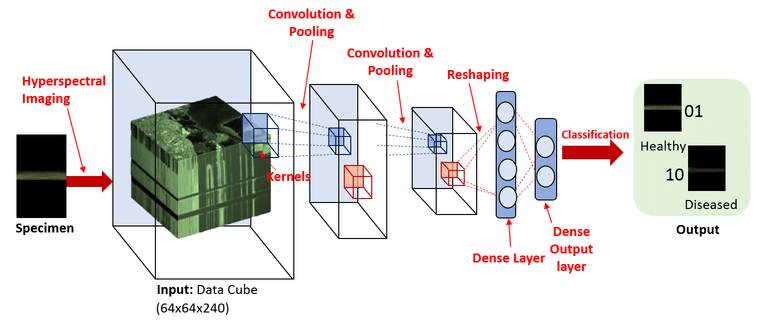 Convolution &
Pooling
Convolution &
Pooling
Hyperspectral
Imaging
Reshaping
Kernels
Classification
01
Healthy
10
Diseased
Specimen
Output
Dense Layer
Dense
Output
layer
Input: Data Cube
(64x64x240)